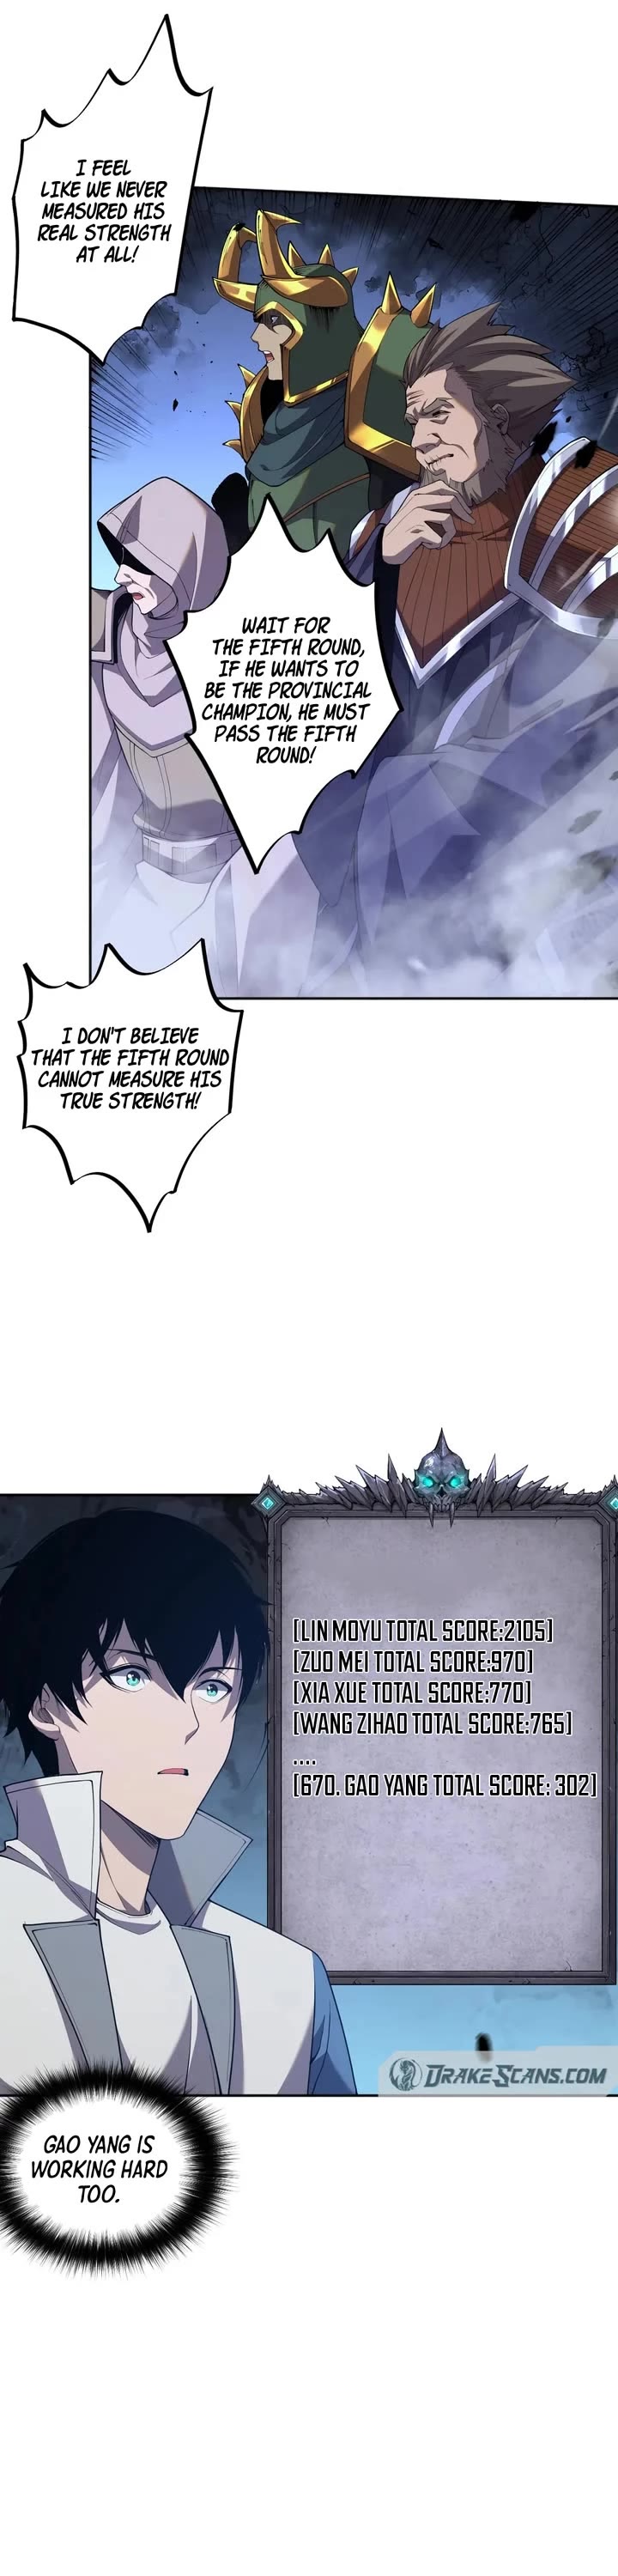 I FEEL
LIKE WE NEVER
MEASURED HIS
REAL STRENGTH
AT ALL!
WAIT FOR
THE FIFTH ROUND,
IF HE WANTS TO
BE THE PROVINCIAL
CHAMPION, HE MUST
PASS THE FIFTH
ROUND!
I DON'T BELIEVE
THAT THE FIFTH ROUND
CANNOT MEASURE HIS
TRUE STRENGTH!
[LIN MOYU TOTAL SCORE:2105]
[ZUO MEI TOTAL SCORE:970]
[XIA XUE TOTAL SCORE:770]
[WANG ZIHAO TOTAL SCORE:765]
....
[670. GAO YANG TOTAL SCORE: 302]
DRAKESCANS.COM
GAO YANG IS
WORKING HARD
TOO.